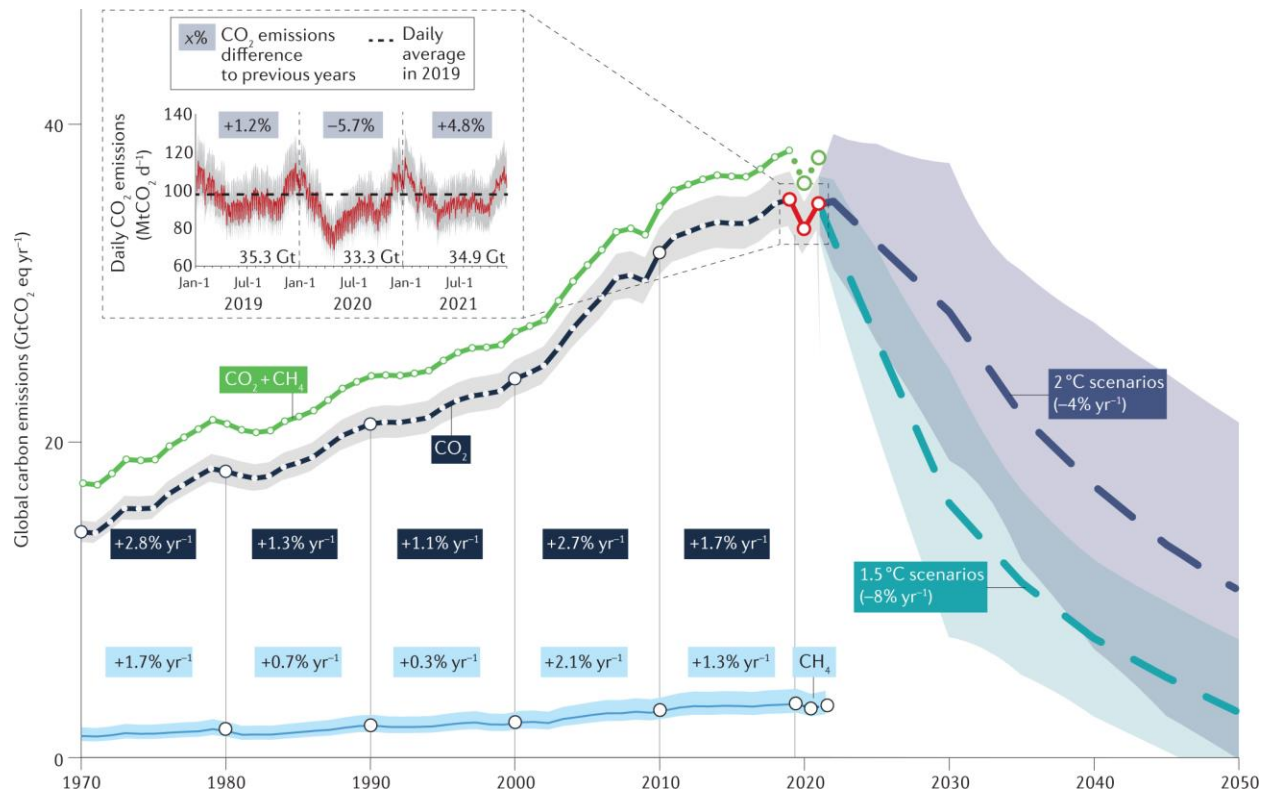 x% CO₂ emissions difference to previous years
Daily average in 2019
Daily CO₂ emissions (MtCO₂ d⁻¹)
140
120
100
80
60
+1.2%
–5.7%
+4.8%
35.3 Gt
33.3 Gt
34.9 Gt
Jan-1 Jul-1 Jan-1 Jul-1 Jan-1 Jul-1
2019 2020 2021
Global carbon emissions (GtCO₂ eq yr⁻¹)
40
20
0
CO₂ + CH₄
CO₂
2 °C scenarios
(–4% yr⁻¹)
1.5 °C scenarios
(–8% yr⁻¹)
+2.8% yr⁻¹ +1.3% yr⁻¹ +1.1% yr⁻¹ +2.7% yr⁻¹ +1.7% yr⁻¹
+1.7% yr⁻¹ +0.7% yr⁻¹ +0.3% yr⁻¹ +2.1% yr⁻¹ +1.3% yr⁻¹ CH₄
1970 1980 1990 2000 2010 2020 2030 2040 2050